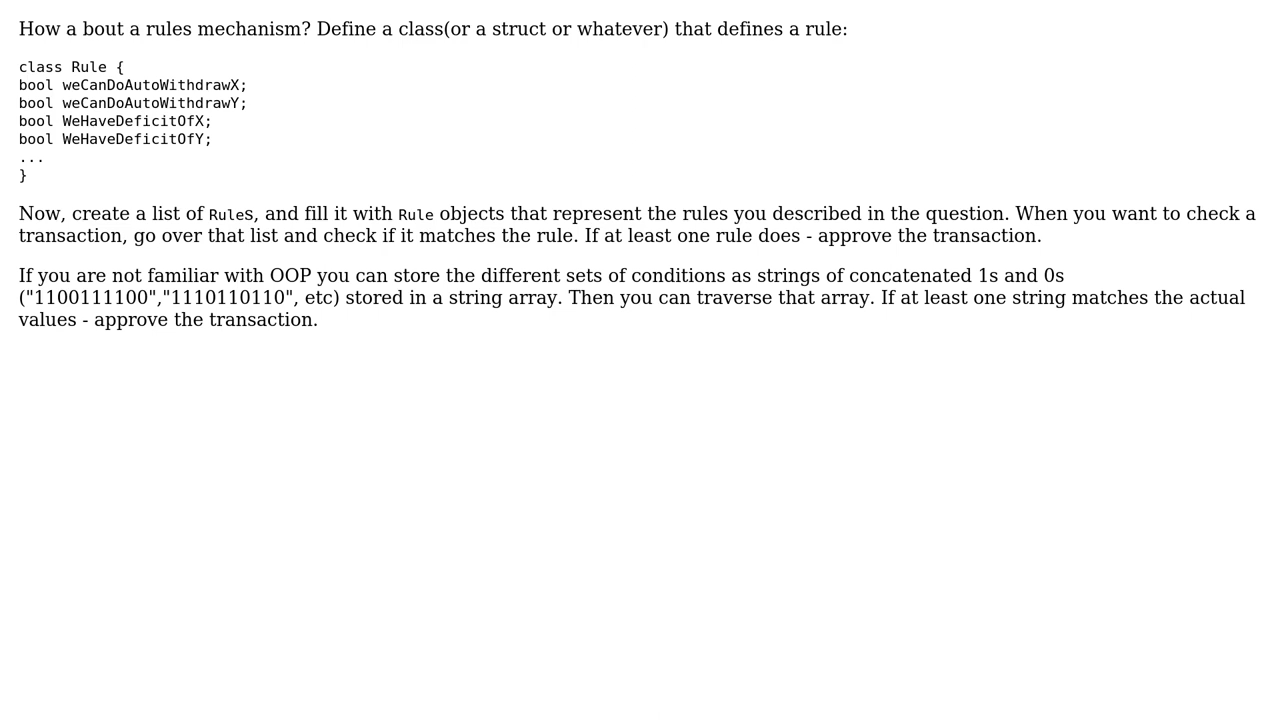 How a bout a rules mechanism? Define a class(or a struct or whatever) that defines a rule:
class Rule {
bool weCanDoAutoWithdrawX;
bool weCanDoAutoWithdrawY;
bool WeHaveDeficitOfX;
bool WeHaveDeficitOfY;
...
}
Now, create a list of Rules, and fill it with Rule objects that represent the rules you described in the question. When you want to check a
transaction, go over that list and check if it matches the rule. If at least one rule does - approve the transaction.
If you are not familiar with OOP you can store the different sets of conditions as strings of concatenated 1s and 0s
("1100111100","1110110110", etc) stored in a string array. Then you can traverse that array. If at least one string matches the actual
values - approve the transaction.